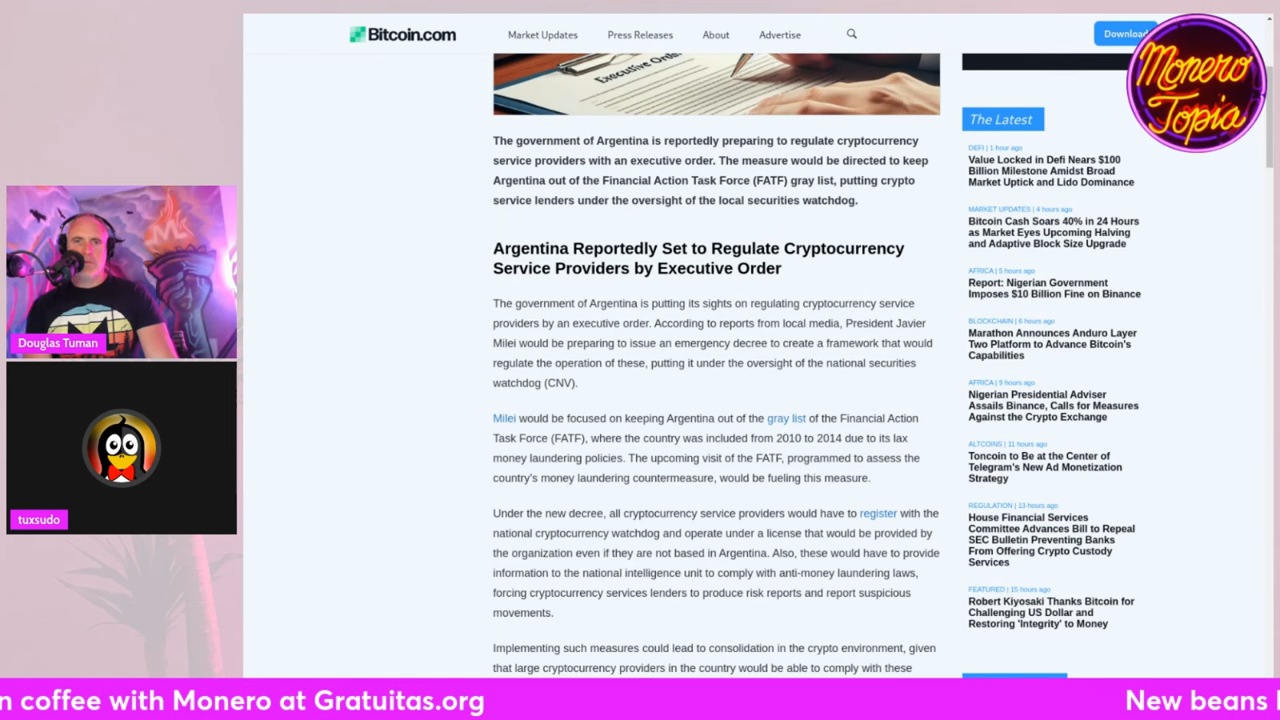 Bitcoin.com
Market Updates
Press Releases
About
Advertise
Download
Monero
Topia
Executive Order
The government of Argentina is reportedly preparing to regulate cryptocurrency
service providers with an executive order. The measure would be directed to keep
Argentina out of the Financial Action Task Force (FATF) gray list, putting crypto
service lenders under the oversight of the local securities watchdog.
Argentina Reportedly Set to Regulate Cryptocurrency
Service Providers by Executive Order
The government of Argentina is putting its sights on regulating cryptocurrency service
providers by an executive order. According to reports from local media, President Javier
Milei would be preparing to issue an emergency decree to create a framework that would
regulate the operation of these, putting it under the oversight of the national securities
watchdog (CNV).
Milei would be focused on keeping Argentina out of the gray list of the Financial Action
Task Force (FATF), where the country was included from 2010 to 2014 due to its lax
money laundering policies. The upcoming visit of the FATF, programmed to assess the
country's money laundering countermeasure, would be fueling this measure.
Under the new decree, all cryptocurrency service providers would have to register with the
national cryptocurrency watchdog and operate under a license that would be provided by
the organization even if they are not based in Argentina. Also, these would have to provide
information to the national intelligence unit to comply with anti-money laundering laws,
forcing cryptocurrency services lenders to produce risk reports and report suspicious
movements.
Implementing such measures could lead to consolidation in the crypto environment, given
that large cryptocurrency providers in the country would be able to comply with these
The Latest
DEFI | 1 hour ago
Value Locked in Defi Nears $100
Billion Milestone Amidst Broad
Market Uptick and Lido Dominance
MARKET UPDATES | 4 hours ago
Bitcoin Cash Soars 40% in 24 Hours
as Market Eyes Upcoming Halving
and Adaptive Block Size Upgrade
AFRICA | 5 hours ago
Report: Nigerian Government
Imposes $10 Billion Fine on Binance
BLOCKCHAIN | 6 hours ago
Marathon Announces Anduro Layer
Two Platform to Advance Bitcoin's
Capabilities
AFRICA | 9 hours ago
Nigerian Presidential Adviser
Assails Binance, Calls for Measures
Against the Crypto Exchange
ALTCOINS | 11 hours ago
Toncoin to Be at the Center of
Telegram's New Ad Monetization
Strategy
REGULATION | 13 hours ago
House Financial Services
Committee Advances Bill to Repeal
SEC Bulletin Preventing Banks
From Offering Crypto Custody
Services
FEATURED | 15 hours ago
Robert Kiyosaki Thanks Bitcoin for
Challenging US Dollar and
Restoring 'Integrity' to Money
Douglas Tuman
tuxsudo
n coffee with Monero at Gratuitas.org
New beans